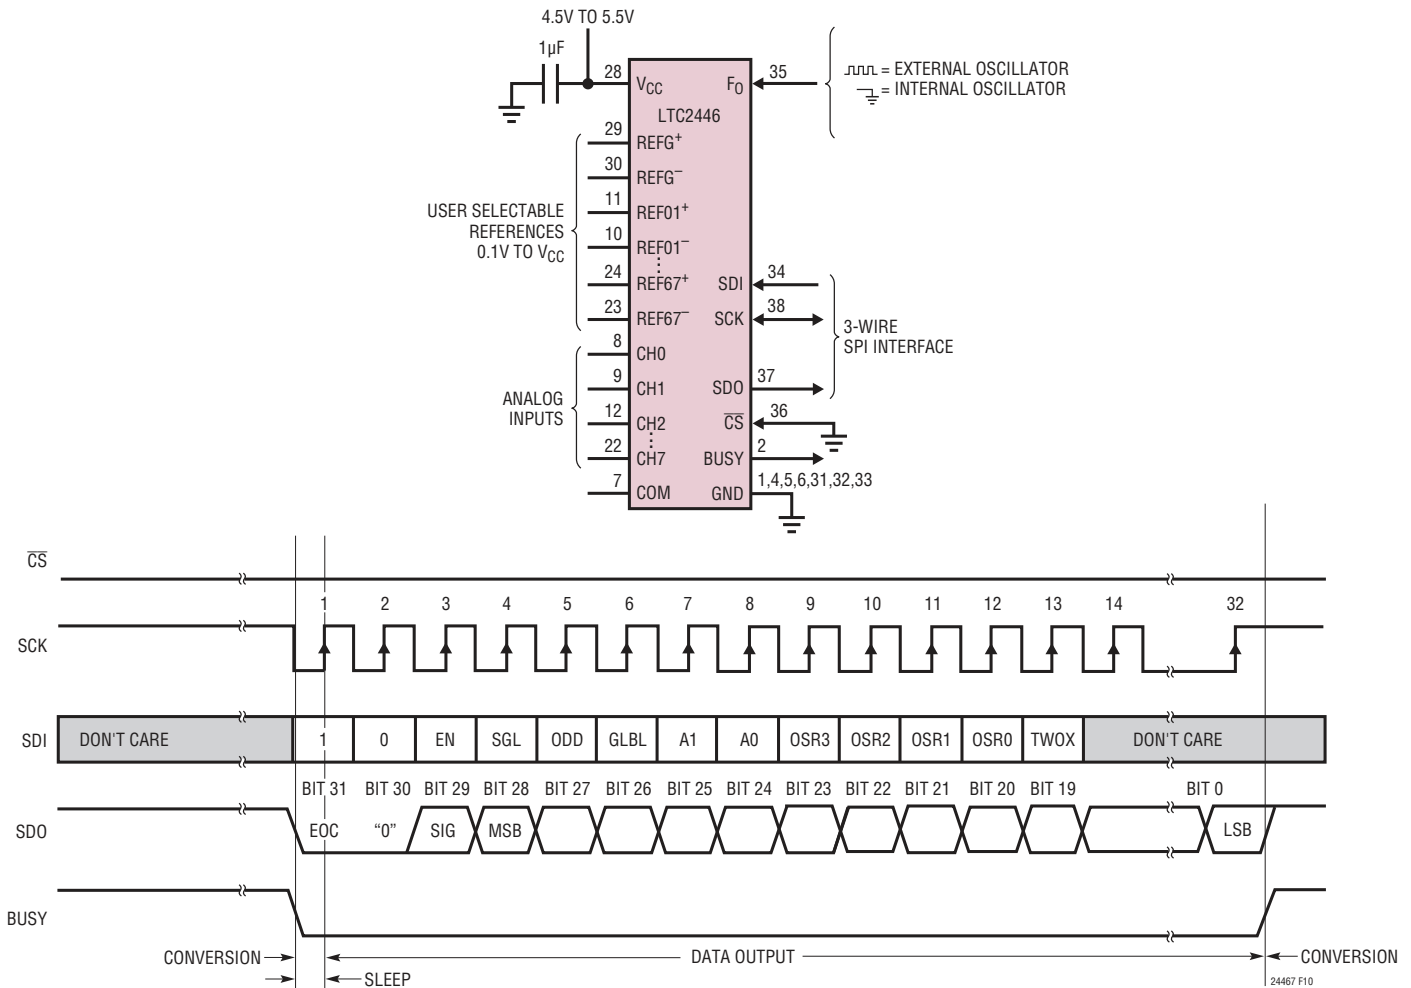 4.5V TO 5.5V
1µF
28
VCC
FO
35
= EXTERNAL OSCILLATOR
= INTERNAL OSCILLATOR
LTC2446
29
REFG+
30
REFG–
11
REF01+
10
REF01–
24
REF67+
23
REF67–
USER SELECTABLE
REFERENCES
0.1V TO VCC
SDI
34
SCK
38
SDO
37
3-WIRE
SPI INTERFACE
8
CH0
9
CH1
12
CH2
22
CH7
7
COM
ANALOG
INPUTS
CS
36
BUSY
2
GND
1,4,5,6,31,32,33
CS
SCK
1 2 3 4 5 6 7 8 9 10 11 12 13 14 32
SDI
DON'T CARE 1 0 EN SGL ODD GLBL A1 A0 OSR3 OSR2 OSR1 OSR0 TWOX DON'T CARE
BIT 31 BIT 30 BIT 29 BIT 28 BIT 27 BIT 26 BIT 25 BIT 24 BIT 23 BIT 22 BIT 21 BIT 20 BIT 19 BIT 0
SDO
EOC “0” SIG MSB LSB
BUSY
CONVERSION DATA OUTPUT CONVERSION
SLEEP
24467 F10